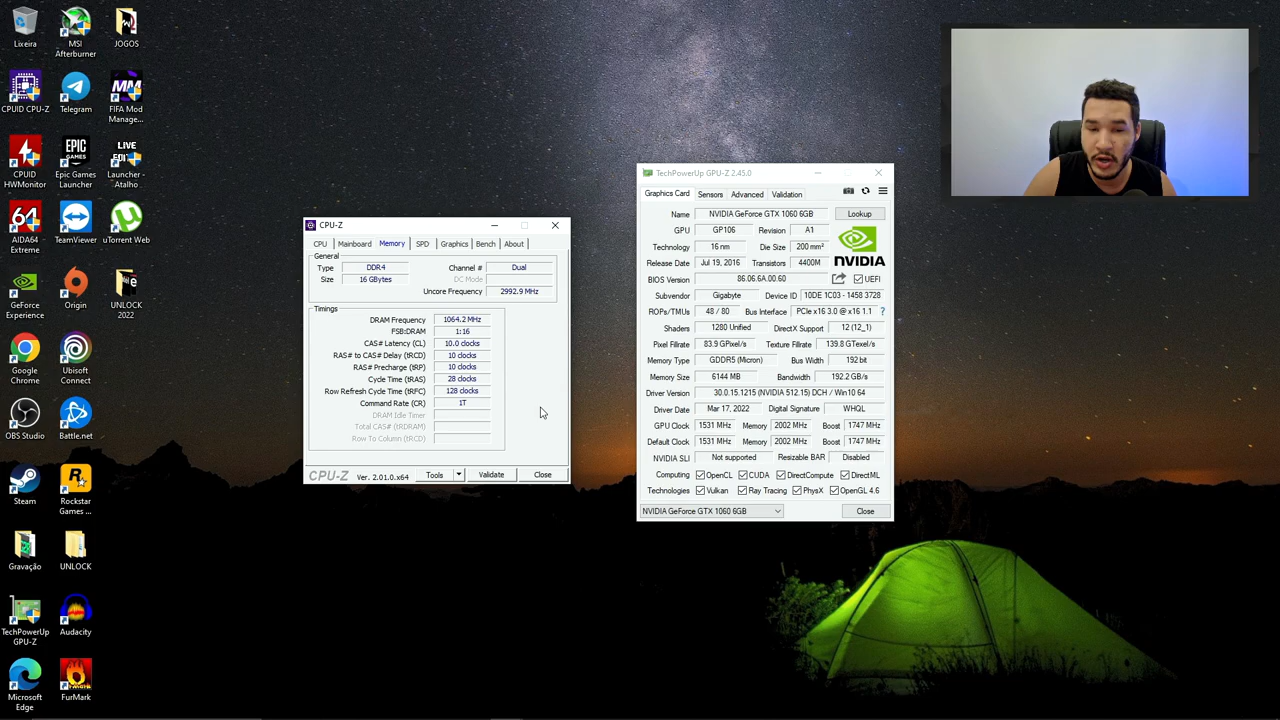 Lixeira
MSI
Afterburner
JOGOS
CPUID CPU-Z
Telegram
FIFA Mod
Manage...
CPUID
HWMonitor
EPIC
GAMES
Epic Games
Launcher
LIVE
Launcher -
Atalho
64
AIDA64
Extreme
TeamViewer
uTorrent Web
GeForce
Experience
Origin
UNLOCK
2022
Google
Chrome
Ubisoft
Connect
OBS Studio
Battle.net
Steam
Rockstar
Games ...
Gravação
UNLOCK
TechPowerUp
GPU-Z
Audacity
Microsoft
Edge
FurMark
CPU-Z
CPU Mainboard Memory SPD Graphics Bench About
General
Type DDR4 Channel # Dual
Size 16 GBytes DC Mode
Uncore Frequency 2992.9 MHz
Timings
DRAM Frequency 1064.2 MHz
FSB:DRAM 1:16
CAS# Latency (CL) 10.0 clocks
RAS# to CAS# Delay (tRCD) 10 clocks
RAS# Precharge (tRP) 10 clocks
Cycle Time (tRAS) 28 clocks
Row Refresh Cycle Time (tRFC) 128 clocks
Command Rate (CR) 1T
DRAM Idle Timer
Total CAS# (tRDRAM)
Row To Column (tRCD)
CPU-Z Ver. 2.01.0.x64 Tools Validate Close
TechPowerUp GPU-Z 2.45.0
Graphics Card Sensors Advanced Validation
Name NVIDIA GeForce GTX 1060 6GB Lookup
GPU GP106 Revision A1
Technology 16 nm Die Size 200 mm²
Release Date Jul 19, 2016 Transistors 4400M
NVIDIA
BIOS Version 86.06.6A.00.60 UEFI
Subvendor Gigabyte Device ID 10DE 1C03 - 1458 3728
ROPs/TMUs 48 / 80 Bus Interface PCIe x16 3.0 @ x16 1.1 ?
Shaders 1280 Unified DirectX Support 12 (12_1)
Pixel Fillrate 83.9 GPixel/s Texture Fillrate 139.8 GTexel/s
Memory Type GDDR5 (Micron) Bus Width 192 bit
Memory Size 6144 MB Bandwidth 192.2 GB/s
Driver Version 30.0.15.1215 (NVIDIA 512.15) DCH / Win10 64
Driver Date Mar 17, 2022 Digital Signature WHQL
GPU Clock 1531 MHz Memory 2002 MHz Boost 1747 MHz
Default Clock 1531 MHz Memory 2002 MHz Boost 1747 MHz
NVIDIA SLI Not supported Resizable BAR Disabled
Computing OpenCL CUDA DirectCompute DirectML
Technologies Vulkan Ray Tracing PhysX OpenGL 4.6
NVIDIA GeForce GTX 1060 6GB Close